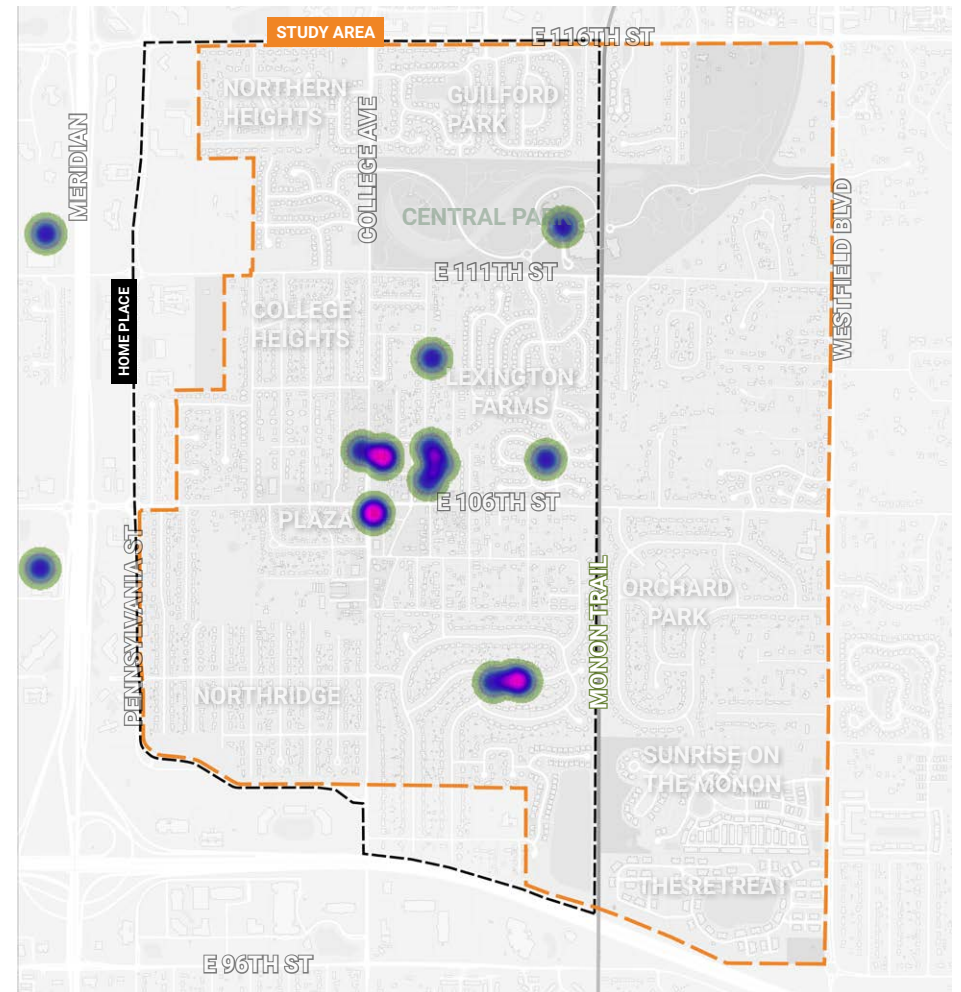 STUDY AREA
E 116TH ST
NORTHERN
HEIGHTS
GUILFORD
PARK
COLLEGE AVE
MERIDIAN
CENTRAL PARK
WESTFIELD BLVD
E 111TH ST
HOME PLACE
COLLEGE
HEIGHTS
LEXINGTON
FARMS
E 106TH ST
PLAZA
PENNSYLVANIA ST
MONON TRAIL
ORCHARD
PARK
NORTHRIDGE
SUNRISE ON
THE MONON
THE RETREAT
E 96TH ST